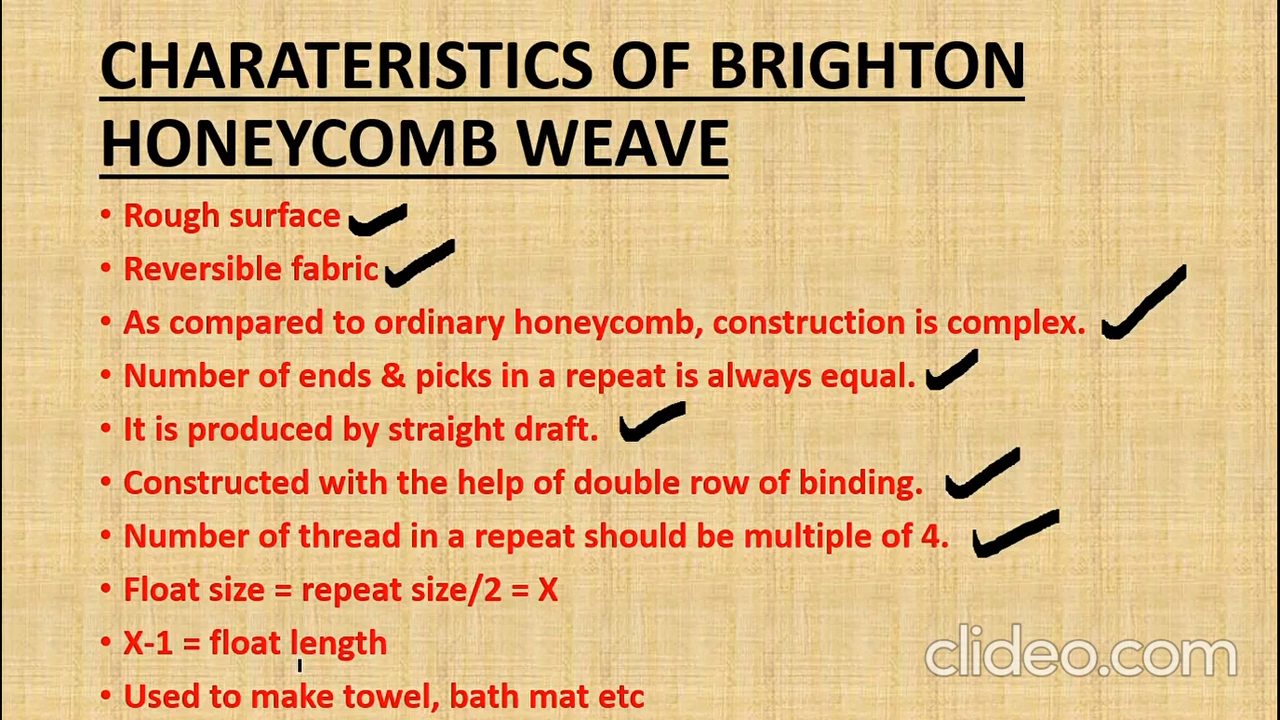 CHARATERISTICS OF BRIGHTON
HONEYCOMB WEAVE
• Rough surface
• Reversible fabric
• As compared to ordinary honeycomb, construction is complex.
• Number of ends & picks in a repeat is always equal.
• It is produced by straight draft.
• Constructed with the help of double row of binding.
• Number of thread in a repeat should be multiple of 4.
• Float size = repeat size/2 = X
• X-1 = float length
• Used to make towel, bath mat etc
clideo.com